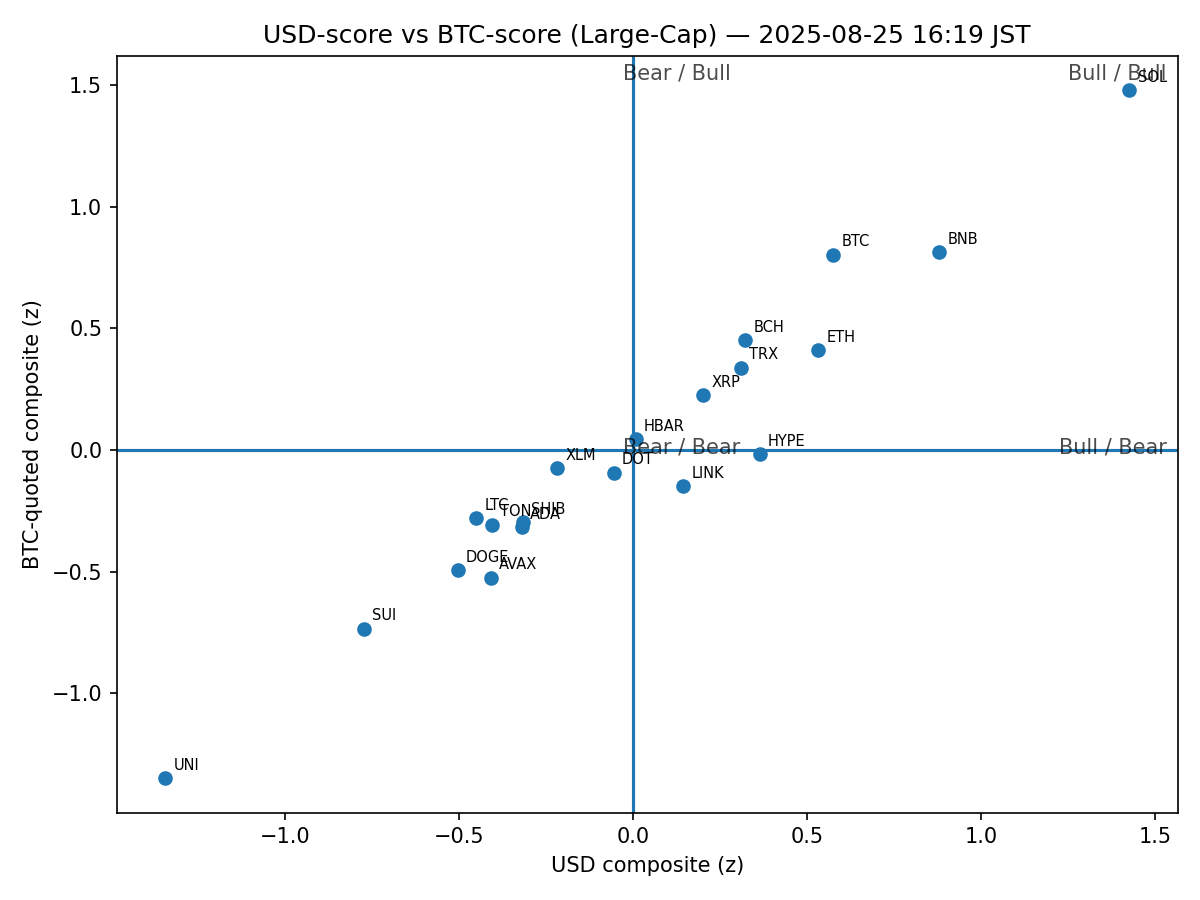 USD-score vs BTC-score (Large-Cap) — 2025-08-25 16:19 JST
Bear / Bull
Bull / Bull
SOL
1.5
1.0
BTC
BNB
0.5
BCH
ETH
TRX
XRP
HBAR
0.0
Bear / Bear
HYPE
Bull / Bear
XLM
DOT
LINK
LTC
TON
SHIB
ADA
−0.5
DOGE
AVAX
SUI
−1.0
UNI
BTC-quoted composite (z)
−1.0
−0.5
0.0
0.5
1.0
1.5
USD composite (z)